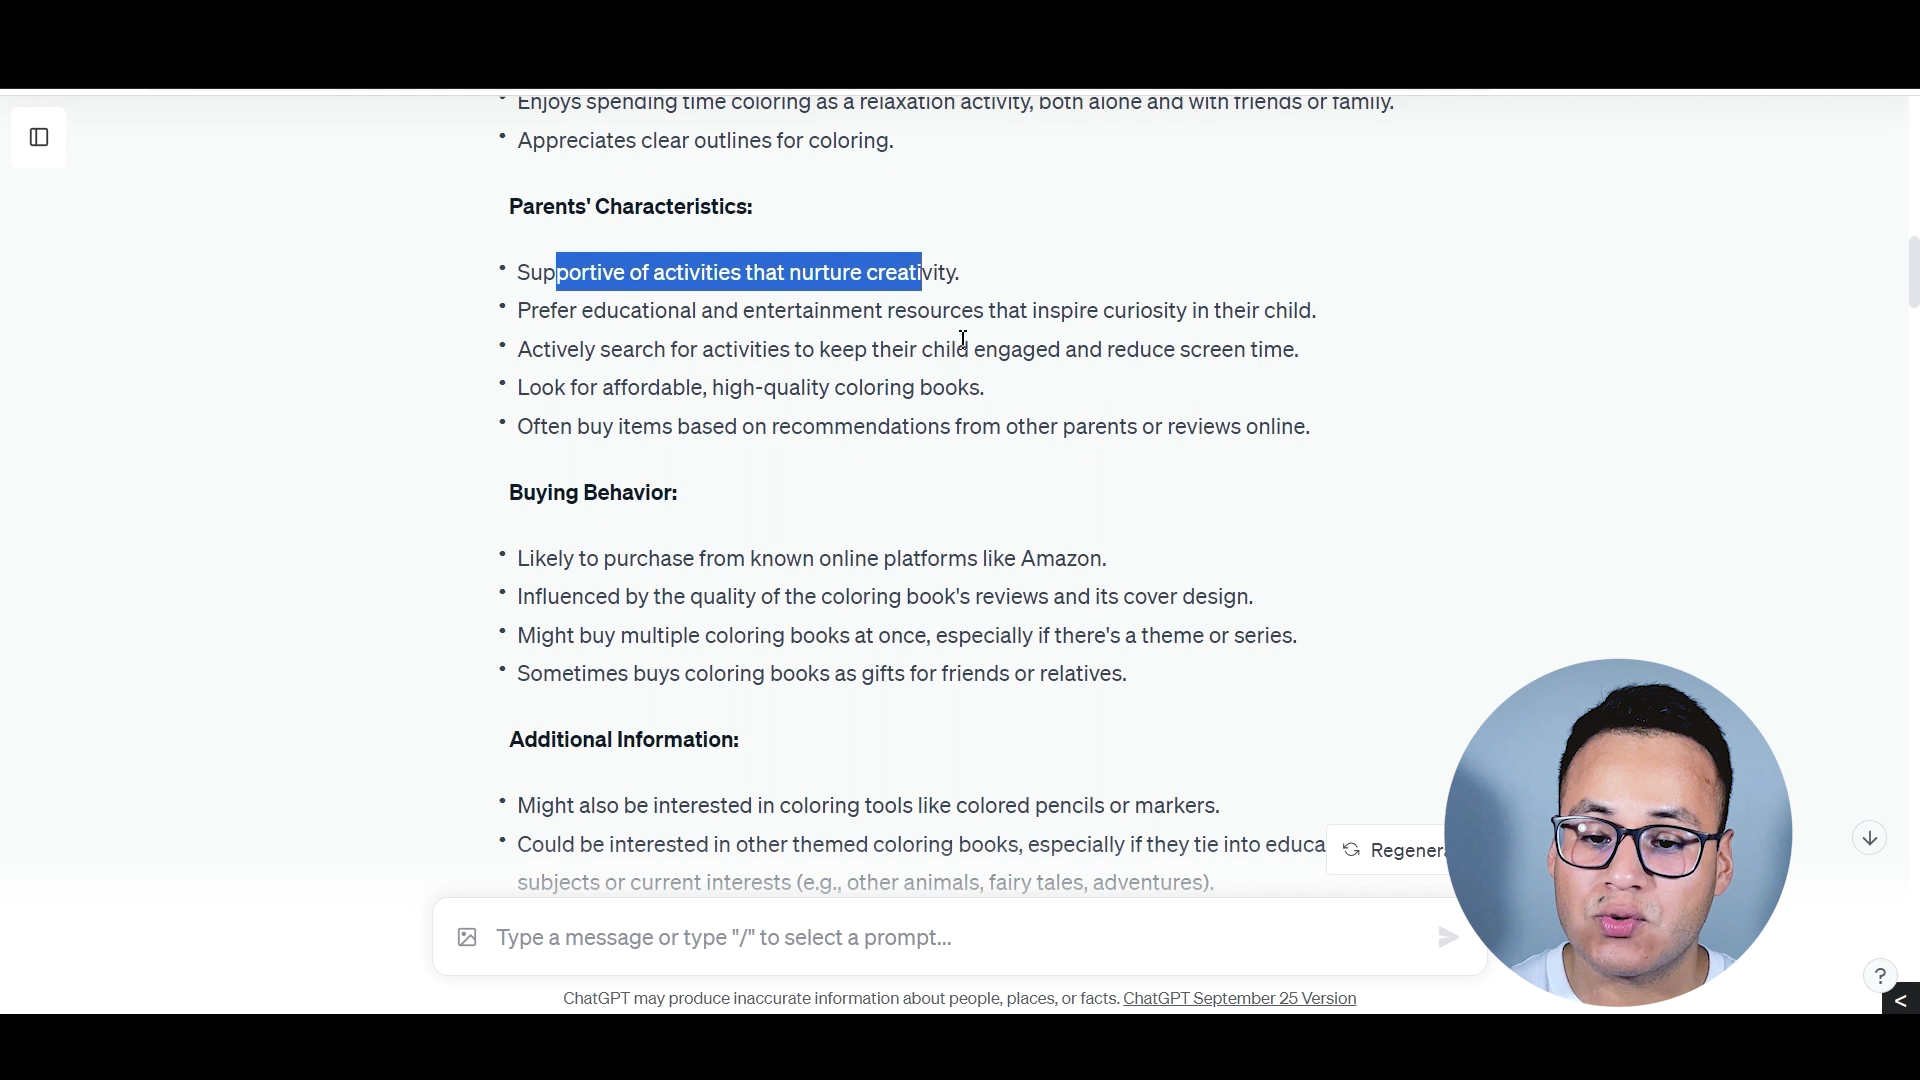 Enjoys spending time coloring as a relaxation activity, both alone and with friends or family.
Appreciates clear outlines for coloring.
Parents' Characteristics:
Supportive of activities that nurture creativity.
Prefer educational and entertainment resources that inspire curiosity in their child.
Actively search for activities to keep their child engaged and reduce screen time.
Look for affordable, high-quality coloring books.
Often buy items based on recommendations from other parents or reviews online.
Buying Behavior:
Likely to purchase from known online platforms like Amazon.
Influenced by the quality of the coloring book's reviews and its cover design.
Might buy multiple coloring books at once, especially if there's a theme or series.
Sometimes buys coloring books as gifts for friends or relatives.
Additional Information:
Might also be interested in coloring tools like colored pencils or markers.
Could be interested in other themed coloring books, especially if they tie into educa
Regenera
subjects or current interests (e.g., other animals, fairy tales, adventures).
Type a message or type "/" to select a prompt...
?
ChatGPT may produce inaccurate information about people, places, or facts. ChatGPT September 25 Version
<